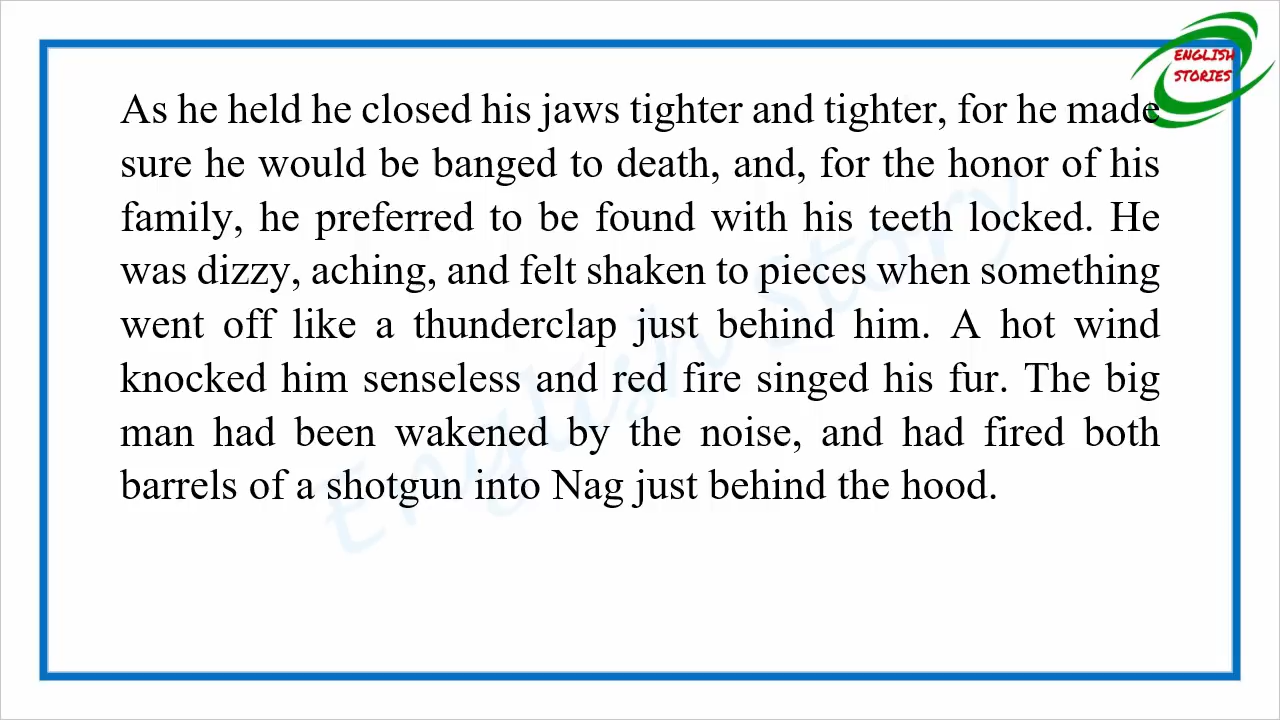 ENGLISH
STORIES
As he held he closed his jaws tighter and tighter, for he made
sure he would be banged to death, and, for the honor of his
family, he preferred to be found with his teeth locked. He
was dizzy, aching, and felt shaken to pieces when something
went off like a thunderclap just behind him. A hot wind
knocked him senseless and red fire singed his fur. The big
man had been wakened by the noise, and had fired both
barrels of a shotgun into Nag just behind the hood.
English Story